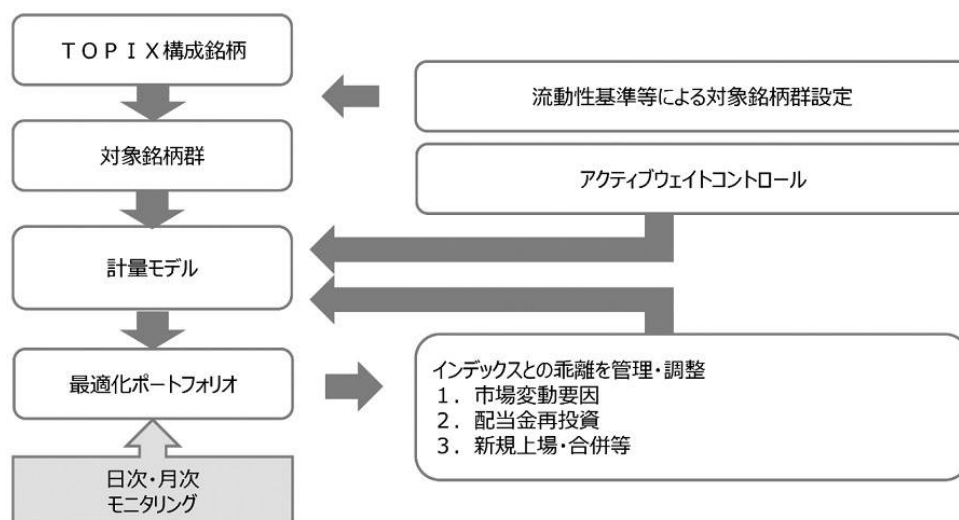 ＴＯＰＩＸ構成銘柄
流動性基準等による対象銘柄群設定
対象銘柄群
アクティブウェイトコントロール
計量モデル
最適化ポートフォリオ
インデックスとの乖離を管理・調整
１．市場変動要因
２．配当金再投資
３．新規上場・合併等
日次・月次
モニタリング